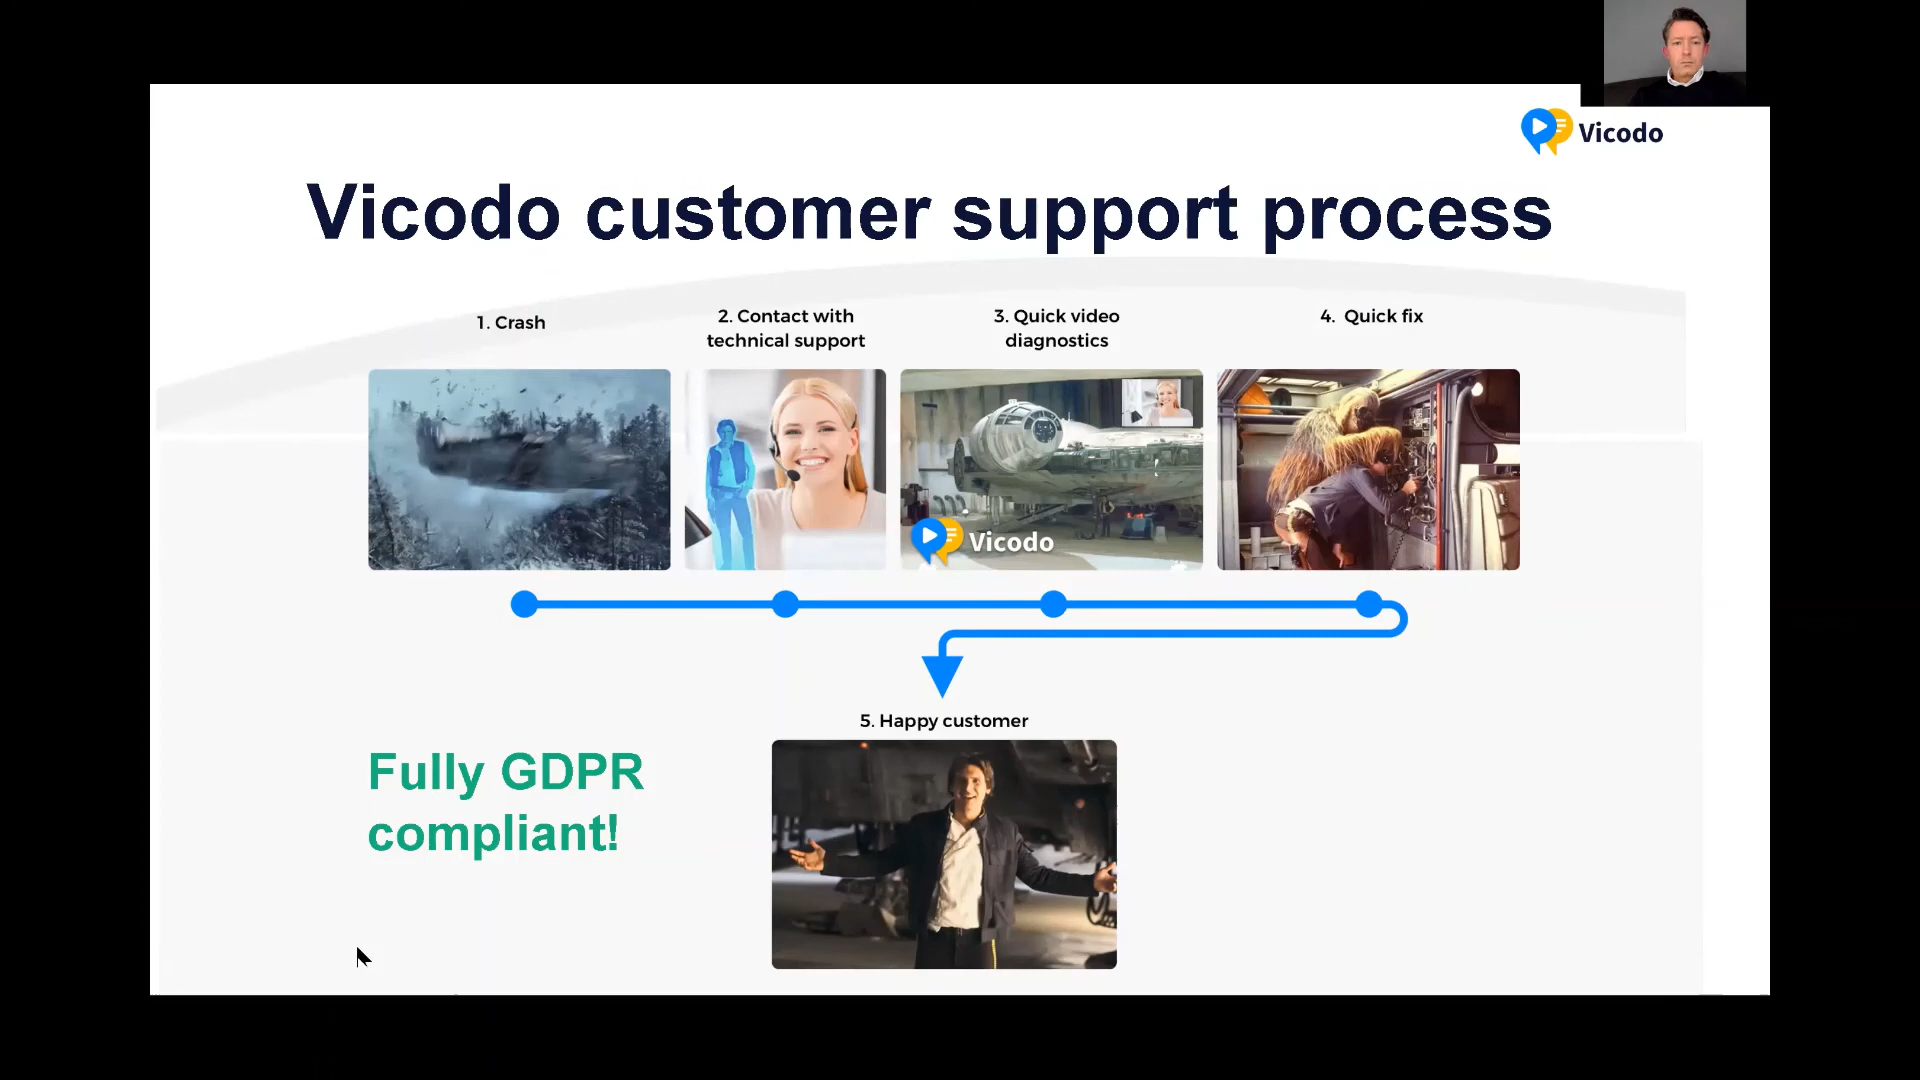 Vicodo
Vicodo customer support process
1. Crash
2. Contact with
technical support
3. Quick video
diagnostics
4. Quick fix
Vicodo
5. Happy customer
Fully GDPR
compliant!